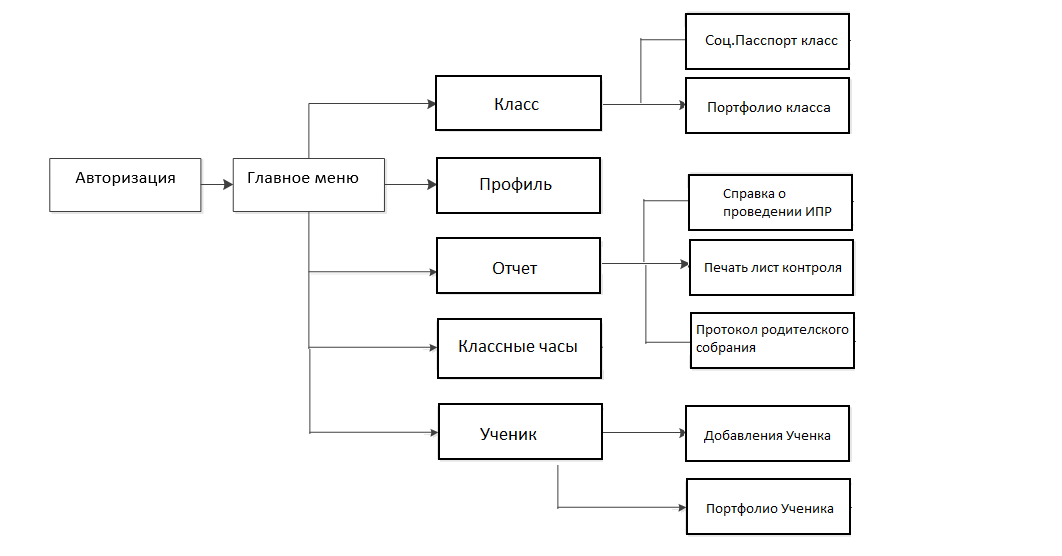 Соц.Пасспорт класс
Класс
Портфолио класса
Авторизация
Главное меню
Профиль
Справка о
проведении ИПР
Отчет
Печать лист контроля
Протокол родителского
собрания
Классные часы
Ученик
Добавления Ученка
Портфолио Ученика